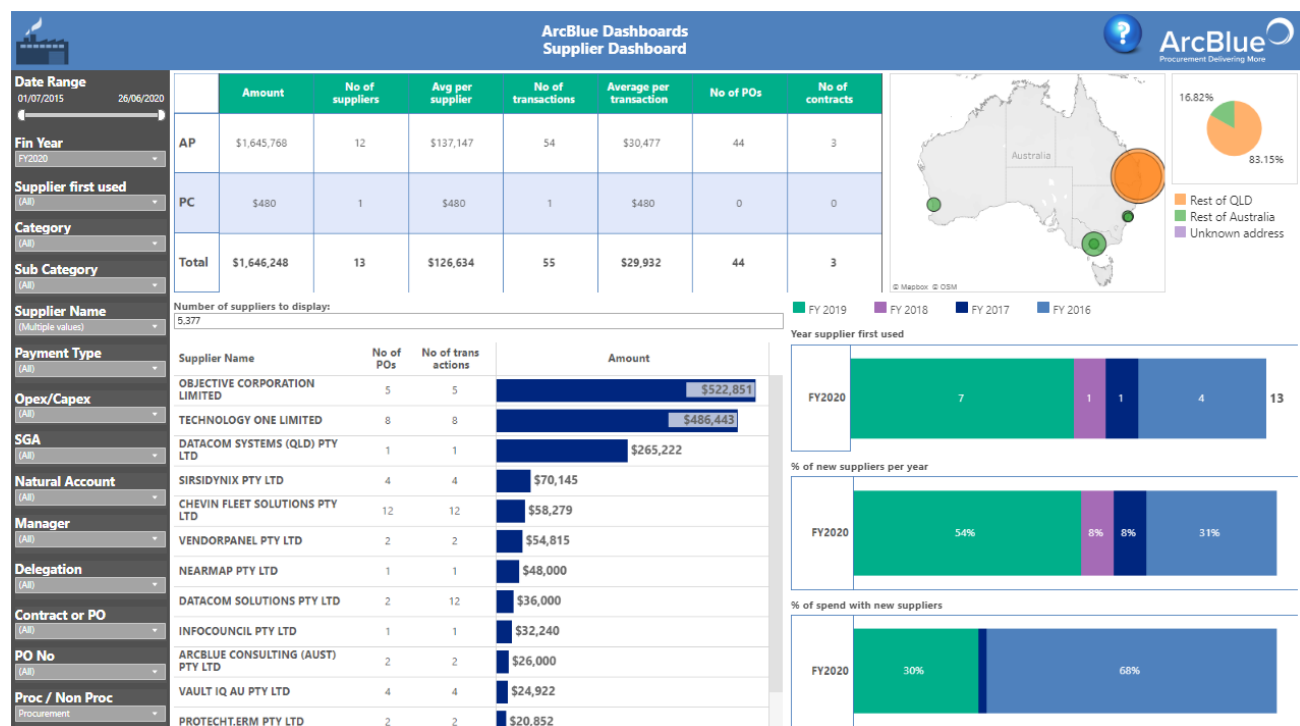 ArcBlue Dashboards
Supplier Dashboard
?
ArcBlue
Procurement Delivering More
Date Range
01/07/2015 26/06/2020
Fin Year
FY2020
Supplier first used
(All)
Category
(All)
Sub Category
(All)
Supplier Name
(Multiple values)
Payment Type
(All)
Opex/Capex
(All)
SGA
(All)
Natural Account
(All)
Manager
(All)
Delegation
(All)
Contract or PO
(All)
PO No
(All)
Proc / Non Proc
Procurement
Amount No of suppliers Avg per supplier No of transactions Average per transaction No of POs No of contracts
AP $1,645,768 12 $137,147 54 $30,477 44 3
PC $480 1 $480 1 $480 0 0
Total $1,646,248 13 $126,634 55 $29,932 44 3
Australia
© Mapbox © OSM
16.82%
83.15%
Rest of QLD
Rest of Australia
Unknown address
Number of suppliers to display:
5,377
Supplier Name No of POs No of trans actions Amount
OBJECTIVE CORPORATION LIMITED 5 5 $522,851
TECHNOLOGY ONE LIMITED 8 8 $486,443
DATACOM SYSTEMS (QLD) PTY LTD 1 1 $265,222
SIRSIDYNIX PTY LTD 4 4 $70,145
CHEVIN FLEET SOLUTIONS PTY LTD 12 12 $58,279
VENDORPANEL PTY LTD 2 2 $54,815
NEARMAP PTY LTD 1 1 $48,000
DATACOM SOLUTIONS PTY LTD 2 12 $36,000
INFOCOUNCIL PTY LTD 1 1 $32,240
ARCBLUE CONSULTING (AUST) PTY LTD 2 2 $26,000
VAULT IQ AU PTY LTD 4 4 $24,922
PROTECHT.ERM PTY LTD 2 2 $20,852
FY 2019 FY 2018 FY 2017 FY 2016
Year supplier first used
FY2020 7 1 1 4 13
% of new suppliers per year
FY2020 54% 8% 8% 31%
% of spend with new suppliers
FY2020 30% 68%